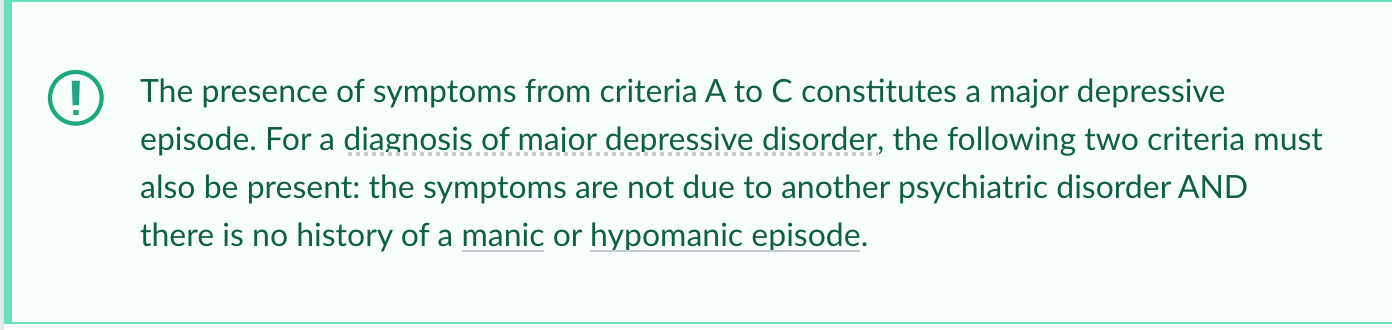 The presence of symptoms from criteria A to C constitutes a major depressive
episode. For a diagnosis of major depressive disorder, the following two criteria must
also be present: the symptoms are not due to another psychiatric disorder AND
there is no history of a manic or hypomanic episode.